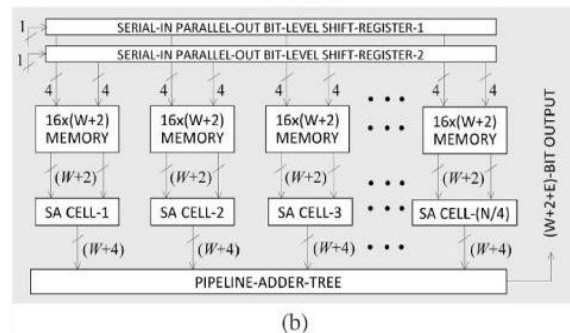 1
SERIAL-IN PARALLEL-OUT BIT-LEVEL SHIFT-REGISTER-1
1
SERIAL-IN PARALLEL-OUT BIT-LEVEL SHIFT-REGISTER-2
4 4 4 4 4 4 4 4
16x(W+2) MEMORY
16x(W+2) MEMORY
16x(W+2) MEMORY
• • •
• • •
16x(W+2) MEMORY
(W+2) (W+2) (W+2) • • • (W+2)
SA CELL-1 SA CELL-2 SA CELL-3 • • • SA CELL-(N/4)
(W+4) (W+4) (W+4) • • • (W+4)
PIPELINE-ADDER-TREE
(W+2+E)-BIT OUTPUT
(b)